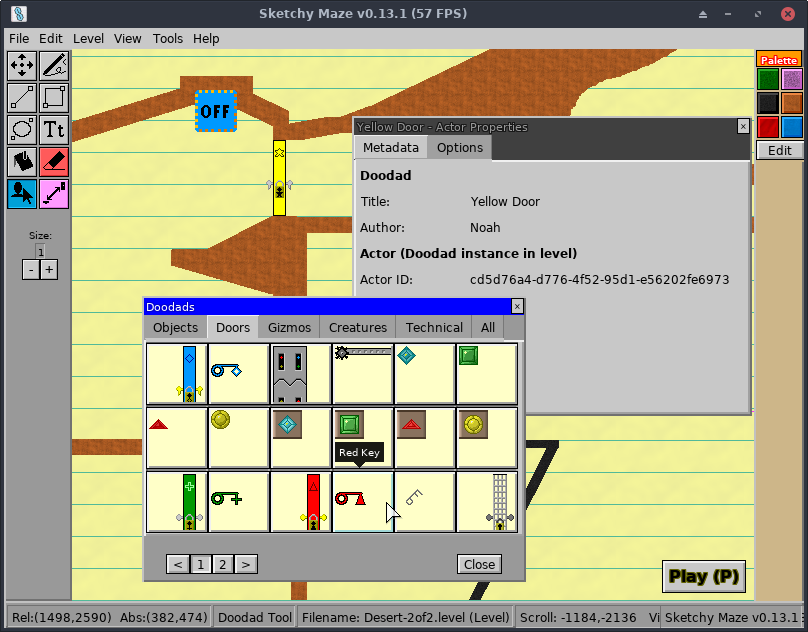 Sketchy Maze v0.13.1 (57 FPS)
File Edit Level View Tools Help
Palette
OFF
Tt
Edit
Yellow Door - Actor Properties
Metadata Options
Doodad
Title: Yellow Door
Author: Noah
Actor (Doodad instance in level)
Actor ID: cd5d76a4-d776-4f52-95d1-e56202fe6973
Size:
1
- +
Doodads
Objects Doors Gizmos Creatures Technical All
Red Key
< 1 2 > Close
Play (P)
Rel:(1498,2590) Abs:(382,474) Doodad Tool Filename: Desert-2of2.level (Level) Scroll: -1184,-2136 Vi Sketchy Maze v0.13.1